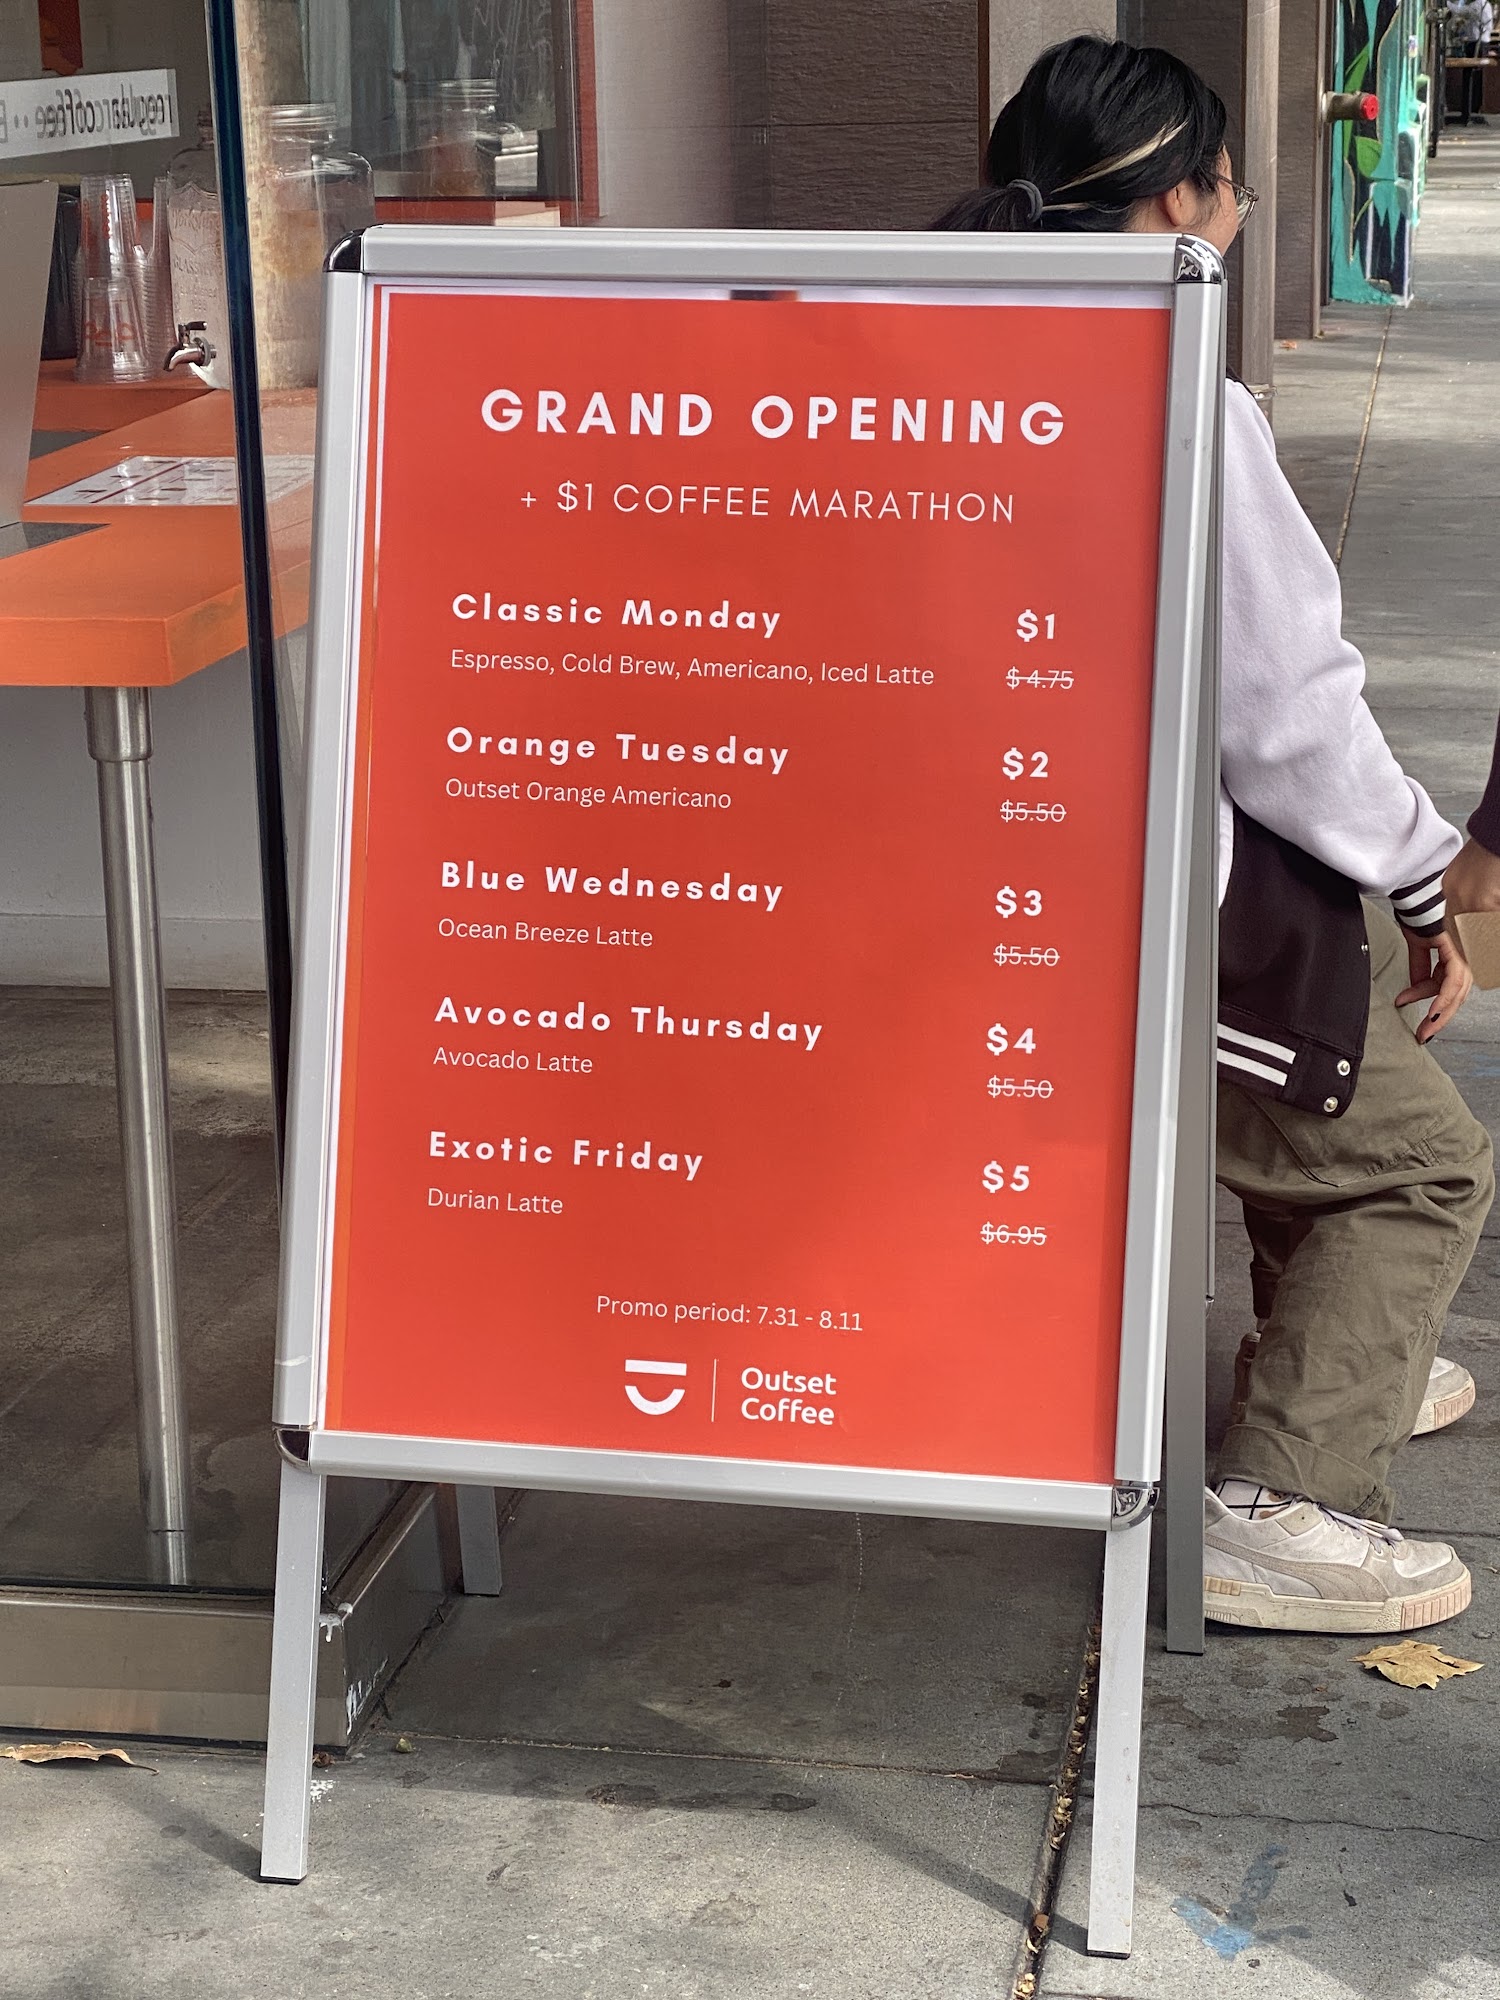 regularcoffee
GRAND OPENING
+ $1 COFFEE MARATHON
Classic Monday $1
Espresso, Cold Brew, Americano, Iced Latte $4.75
Orange Tuesday $2
Outset Orange Americano $5.50
Blue Wednesday $3
Ocean Breeze Latte $5.50
Avocado Thursday $4
Avocado Latte $5.50
Exotic Friday $5
Durian Latte $6.95
Promo period: 7.31 - 8.11
Outset
Coffee